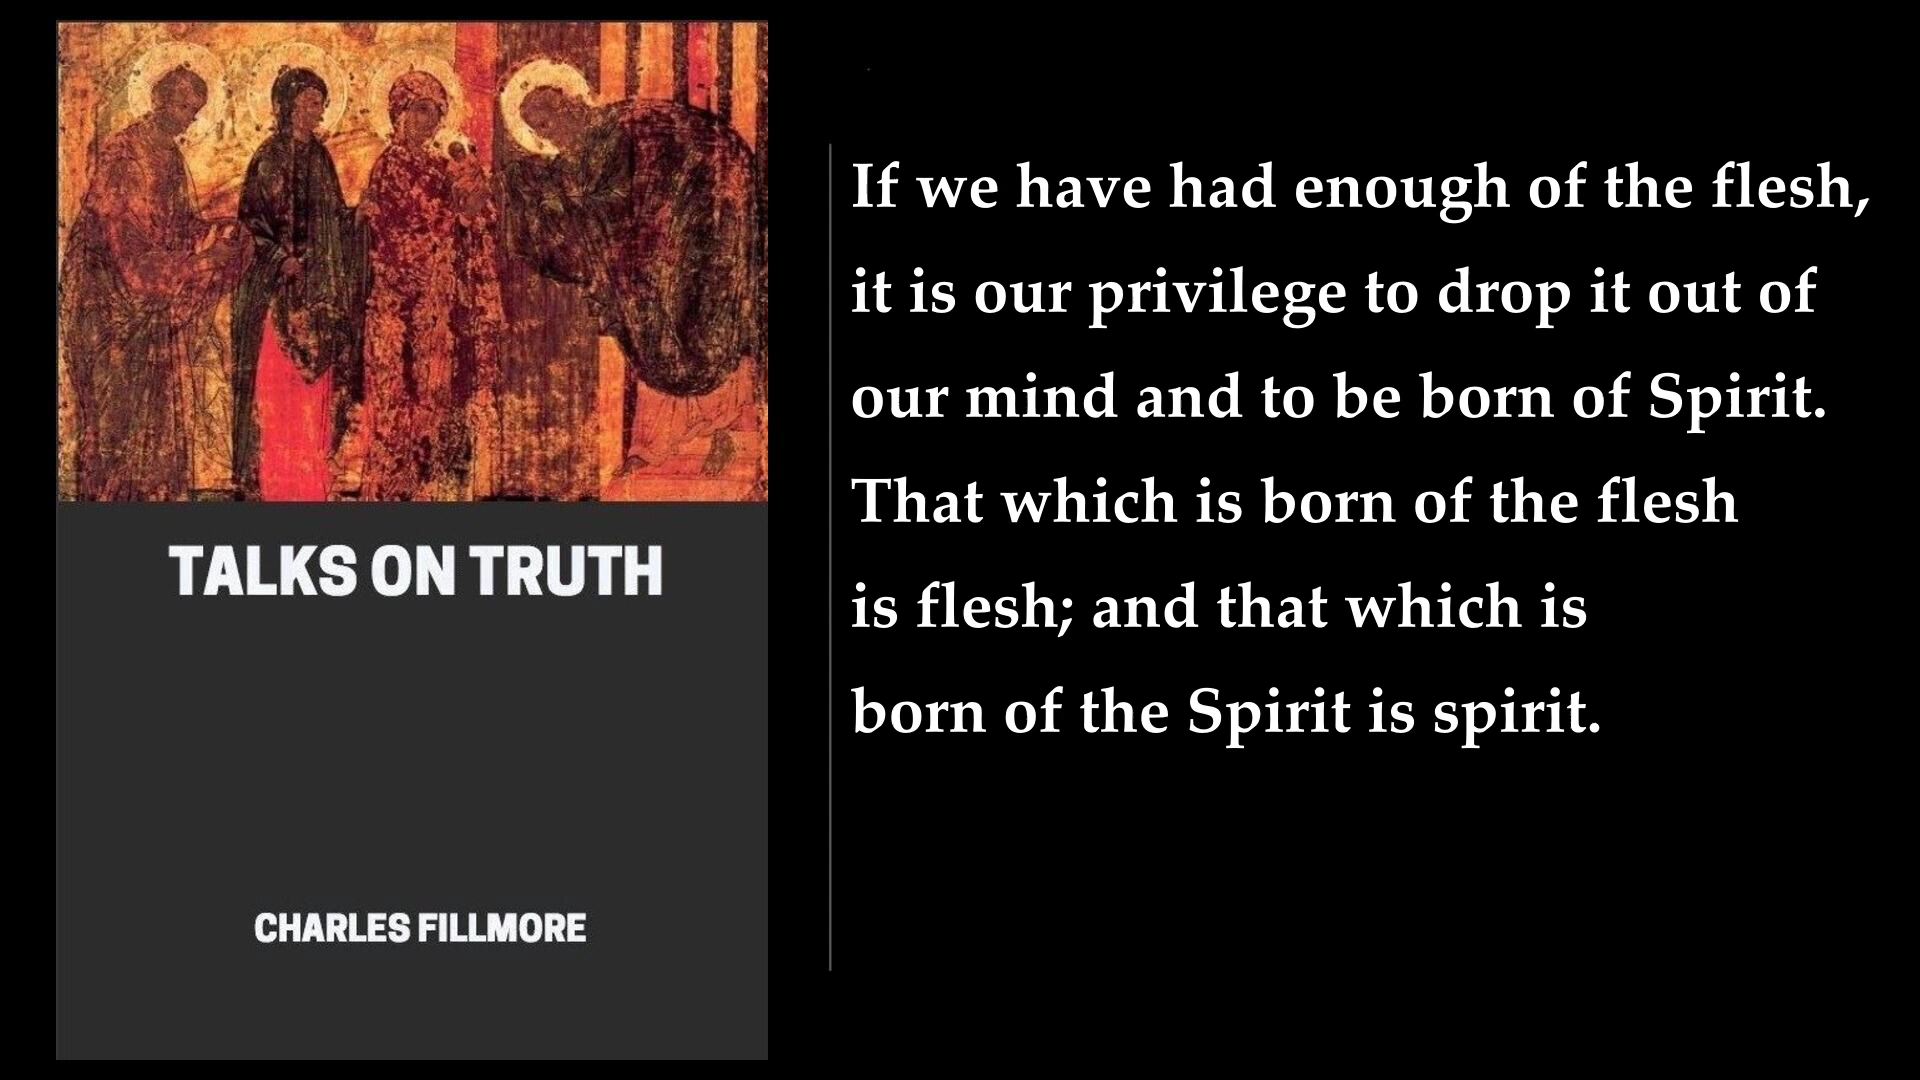 TALKS ON TRUTH
CHARLES FILLMORE
If we have had enough of the flesh,
it is our privilege to drop it out of
our mind and to be born of Spirit.
That which is born of the flesh
is flesh; and that which is
born of the Spirit is spirit.